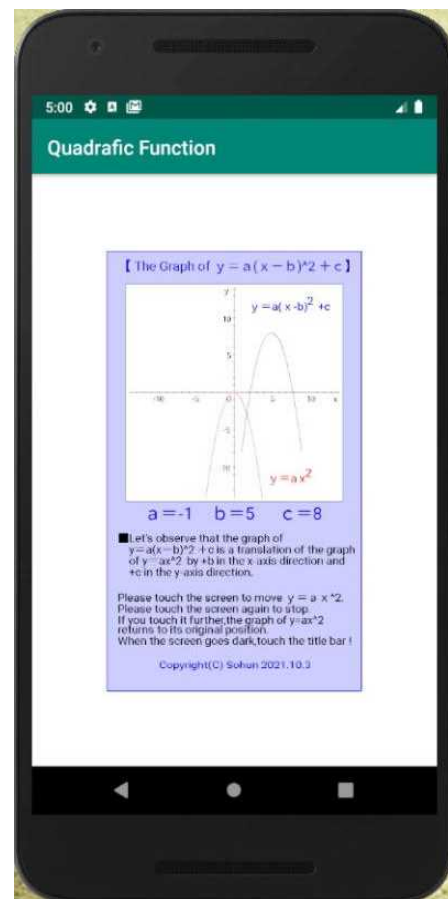 5:00
Quadrafic Function
【The Graph of y = a(x − b)^2 + c】
y
y =a( x -b)² +c
10
5
-10 -5 0 5 10 x
-5
-10
y =a x²
a =-1 b =5 c =8
■Let's observe that the graph of
y=a(x−b)^2 +c is a translation of the graph
of y=ax^2 by +b in the x-axis direction and
+c in the y-axis direction.
Please touch the screen to move y = a x ^2.
Please touch the screen again to stop.
If you touch it further,the graph of y=ax^2
returns to its original position.
When the screen goes dark,touch the title bar !
Copyright(C) Sohun 2021.10.3